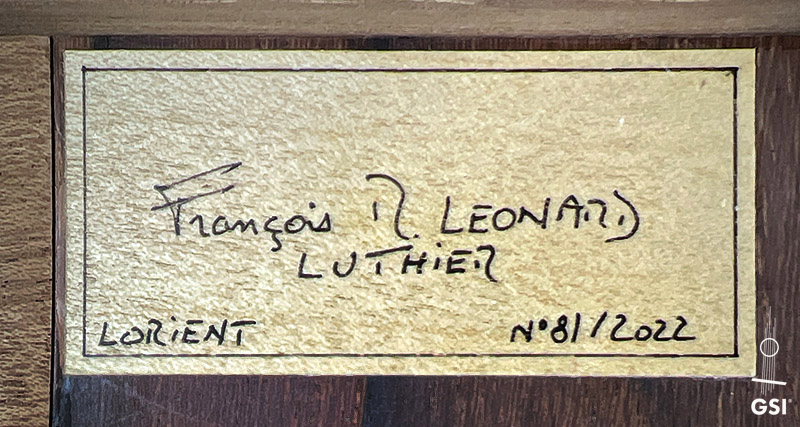 François R. LEONARD
LUTHiER
LORiENT
N°81/2022
GSI